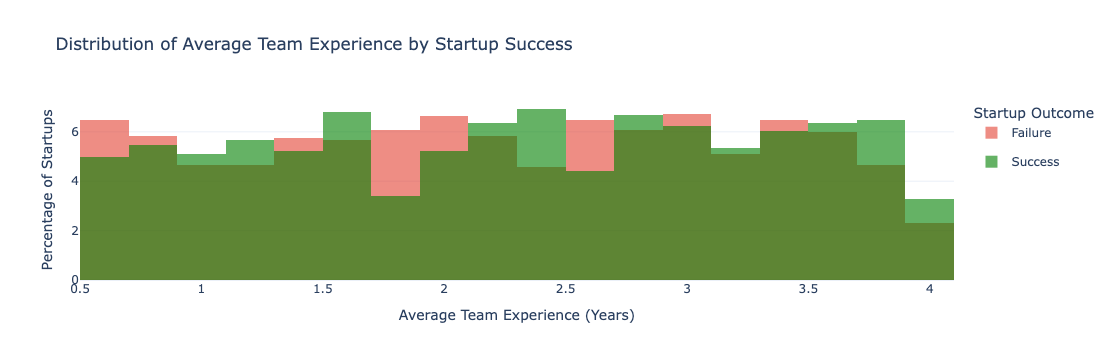 Distribution of Average Team Experience by Startup Success
Percentage of Startups
6
4
2
0
0.5
1
1.5
2
2.5
3
3.5
4
Average Team Experience (Years)
Startup Outcome
Failure
Success